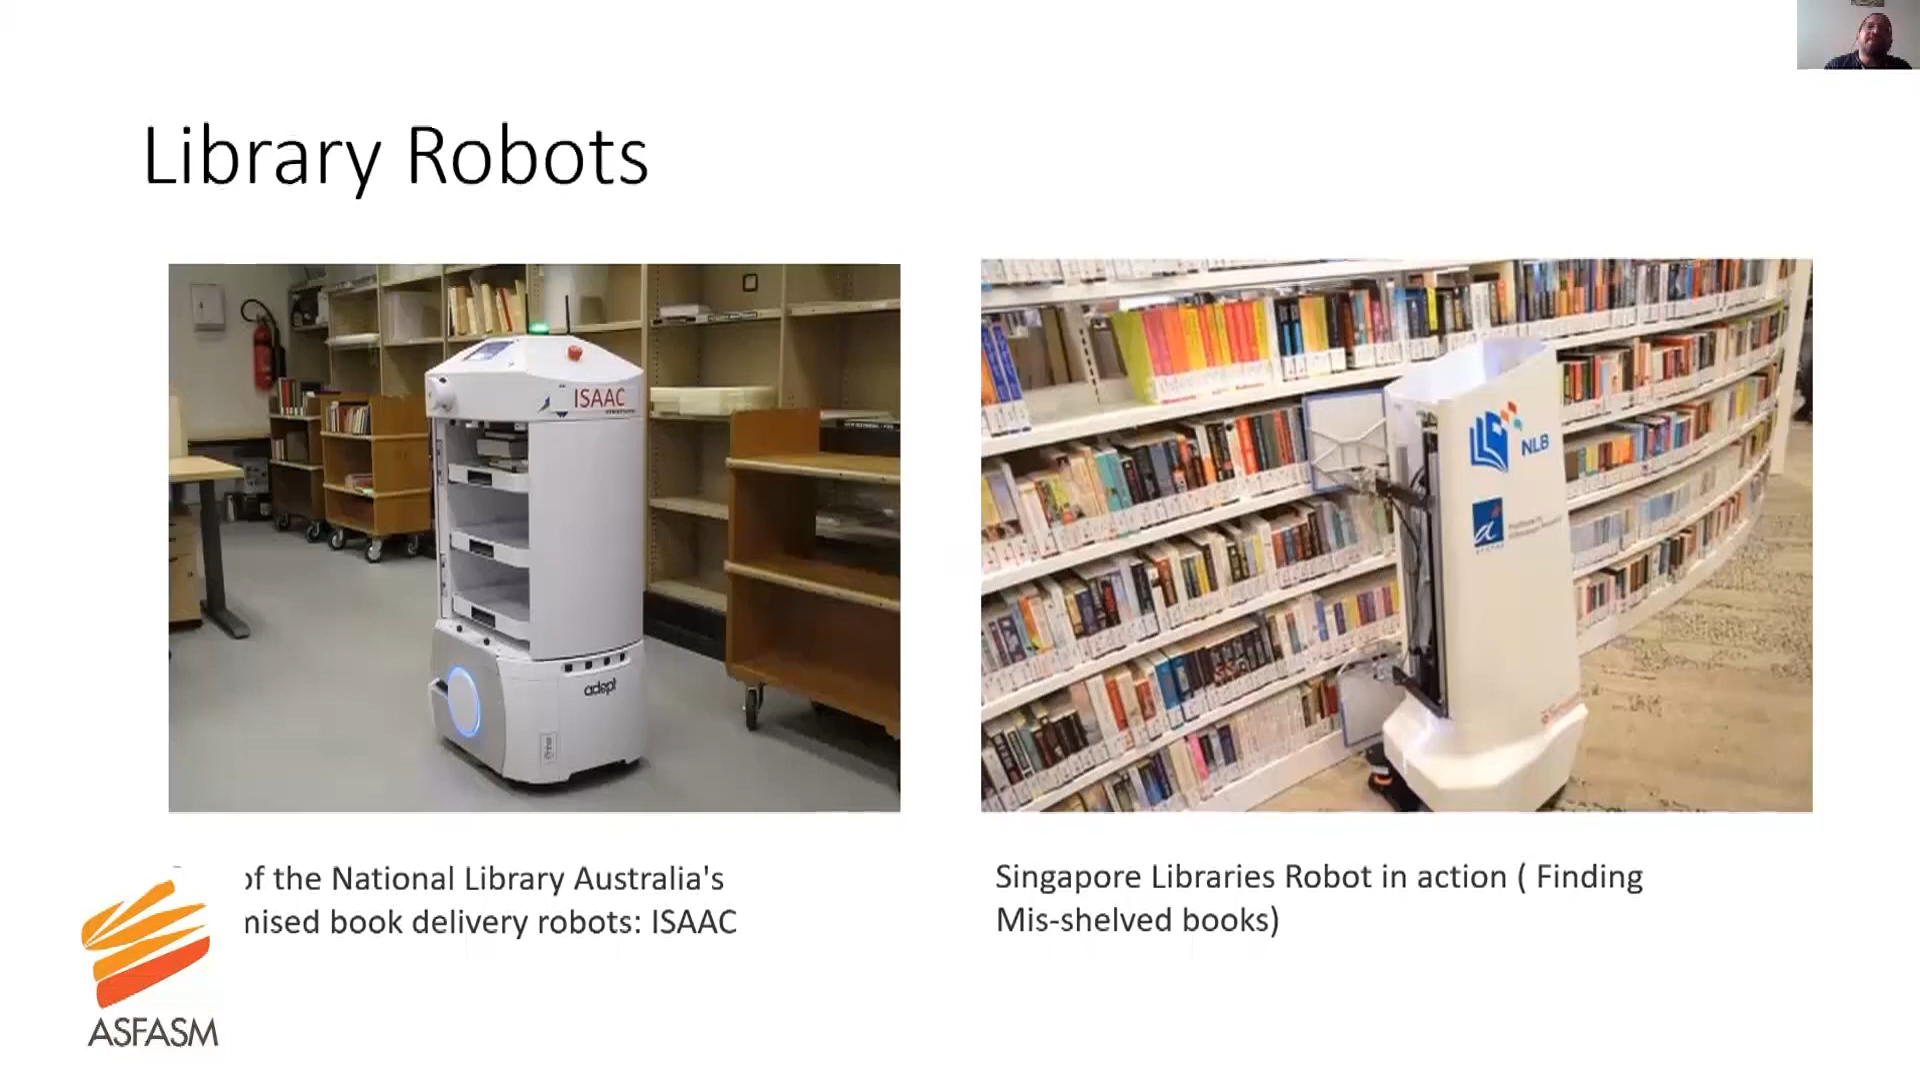 Library Robots
ISAAC
adept
NLB
of the National Library Australia's
nised book delivery robots: ISAAC
Singapore Libraries Robot in action ( Finding
Mis-shelved books)
ASFASM